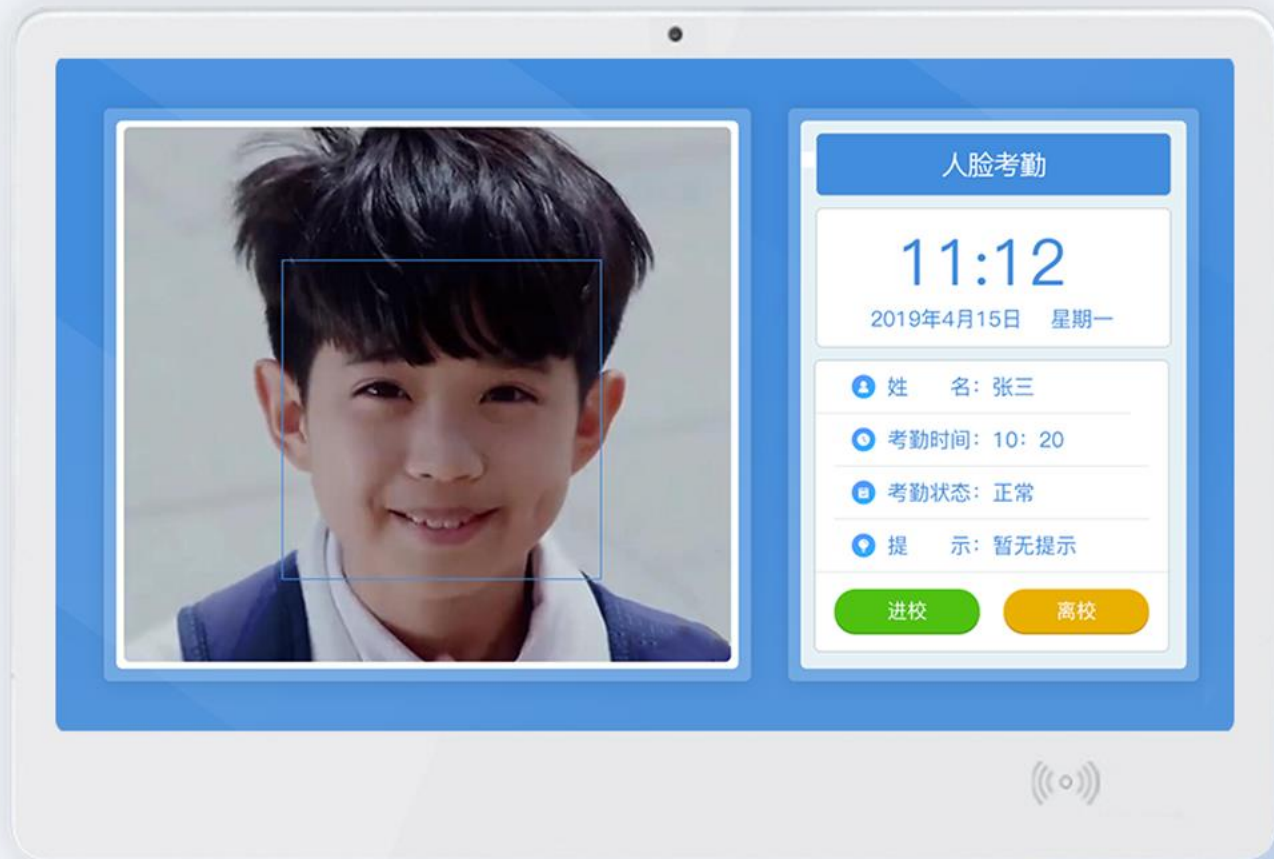 人脸考勤
11:12
2019年4月15日 星期一
姓 名：张三
考勤时间：10：20
考勤状态：正常
提 示：暂无提示
进校 离校